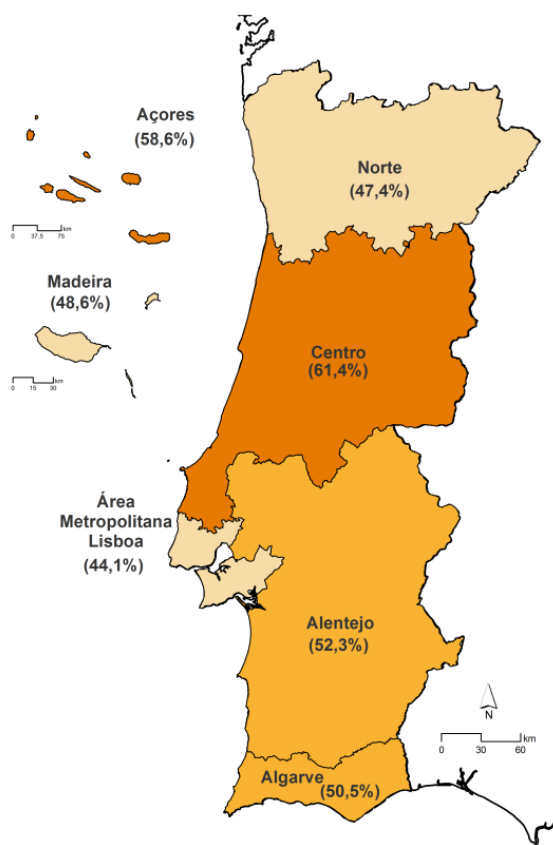 Açores
(58,6%)
Norte
(47,4%)
0 37,5 75 km
Madeira
(48,6%)
Centro
(61,4%)
0 15 30 km
Área
Metropolitana
Lisboa
(44,1%)
Alentejo
(52,3%)
N
km
0 30 60
Algarve (50,5%)